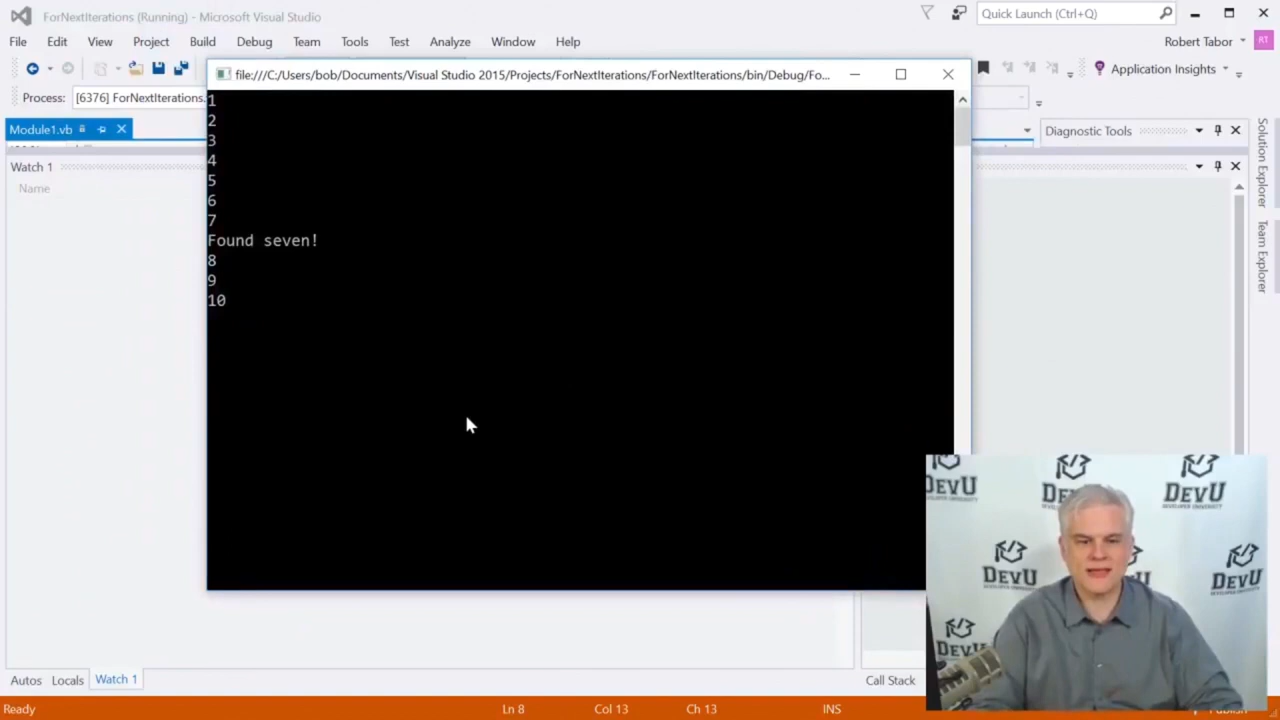 ForNextIterations (Running) - Microsoft Visual Studio
Quick Launch (Ctrl+Q)
File Edit View Project Build Debug Team Tools Test Analyze Window Help
Robert Tabor
RT
Application Insights
Process: [6376] ForNextIterations.
file:///C:/Users/bob/Documents/Visual Studio 2015/Projects/ForNextIterations/ForNextIterations/bin/Debug/Fo...
Module1.vb
Diagnostic Tools
Watch 1
Name
Solution Explorer
Team Explorer
1
2
3
4
5
6
7
Found seven!
8
9
10
DEVU
DEVELOPER UNIVERSITY
DEVU
DEVU
Autos Locals Watch 1
Call Stack
Ready
Ln 8
Col 13
Ch 13
INS